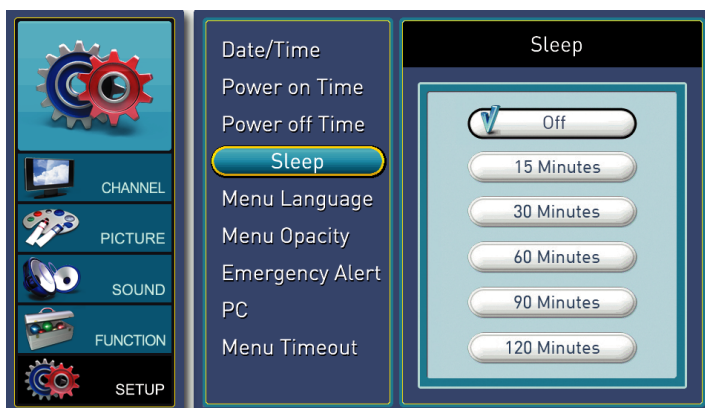 CHANNEL
PICTURE
SOUND
FUNCTION
SETUP
Date/Time
Power on Time
Power off Time
Sleep
Menu Language
Menu Opacity
Emergency Alert
PC
Menu Timeout
Sleep
Off
15 Minutes
30 Minutes
60 Minutes
90 Minutes
120 Minutes